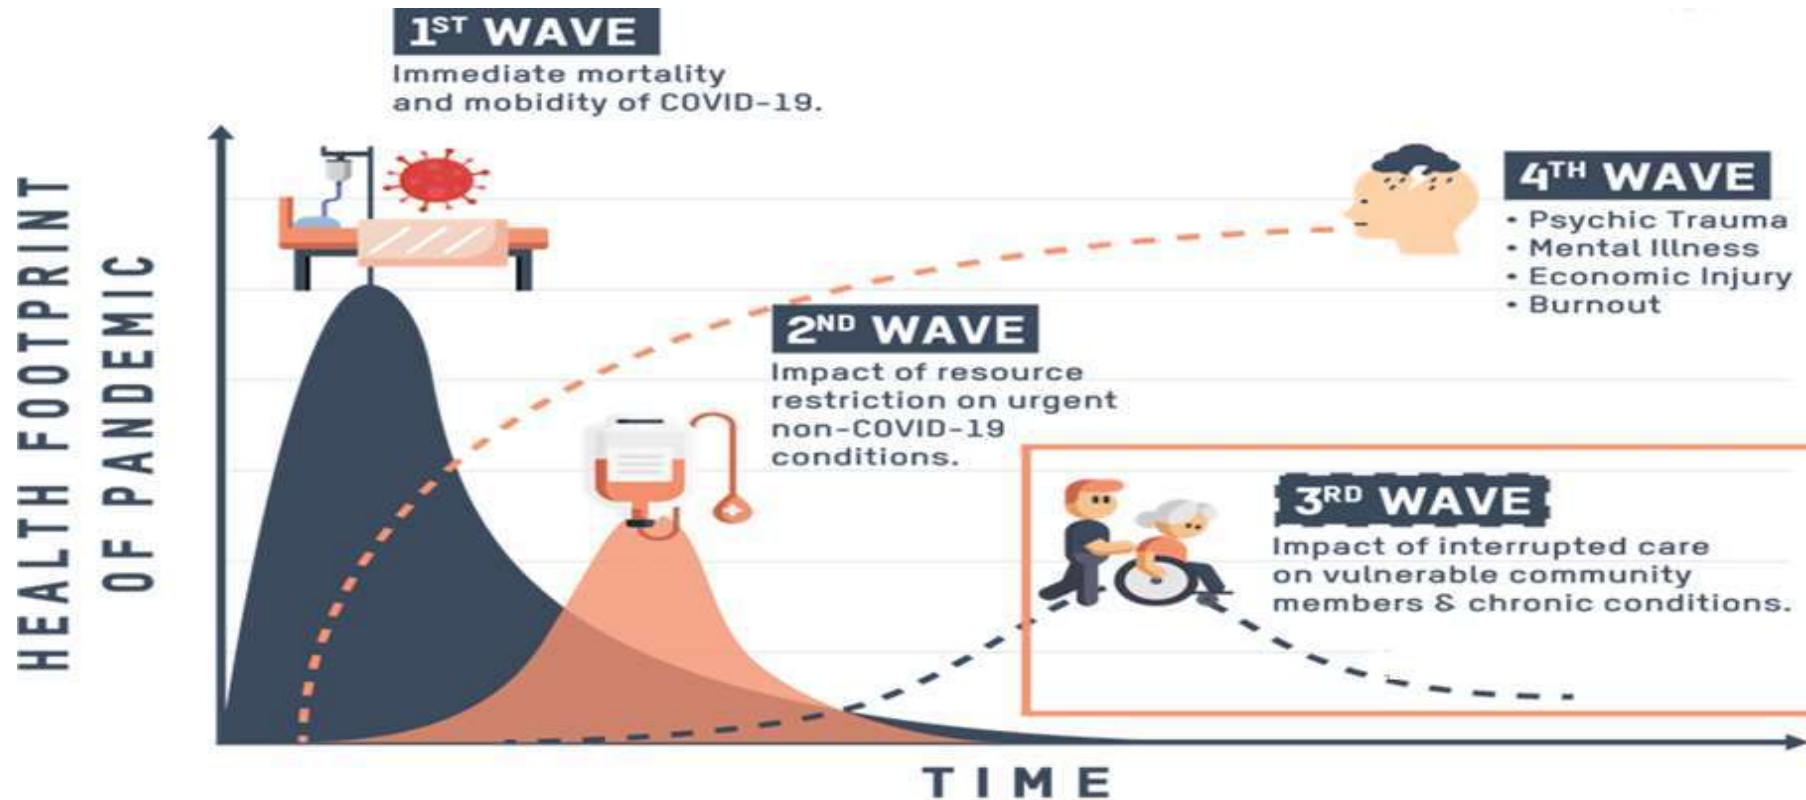 1ST WAVE
Immediate mortality
and mobidity of COVID-19.
HEALTH FOOTPRINT
OF PANDEMIC
4TH WAVE
• Psychic Trauma
• Mental Illness
• Economic Injury
• Burnout
2ND WAVE
Impact of resource
restriction on urgent
non-COVID-19
conditions.
3RD WAVE
Impact of interrupted care
on vulnerable community
members & chronic conditions.
TIME